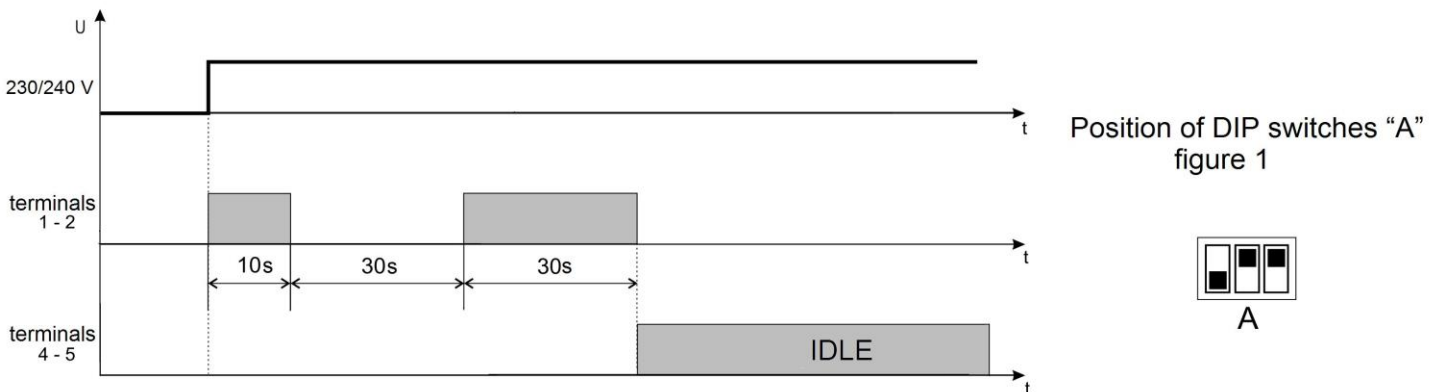 U
230/240 V
t
Position of DIP switches “A”
figure 1
terminals
1 - 2
t
10s
30s
30s
A
terminals
4 - 5
IDLE
t